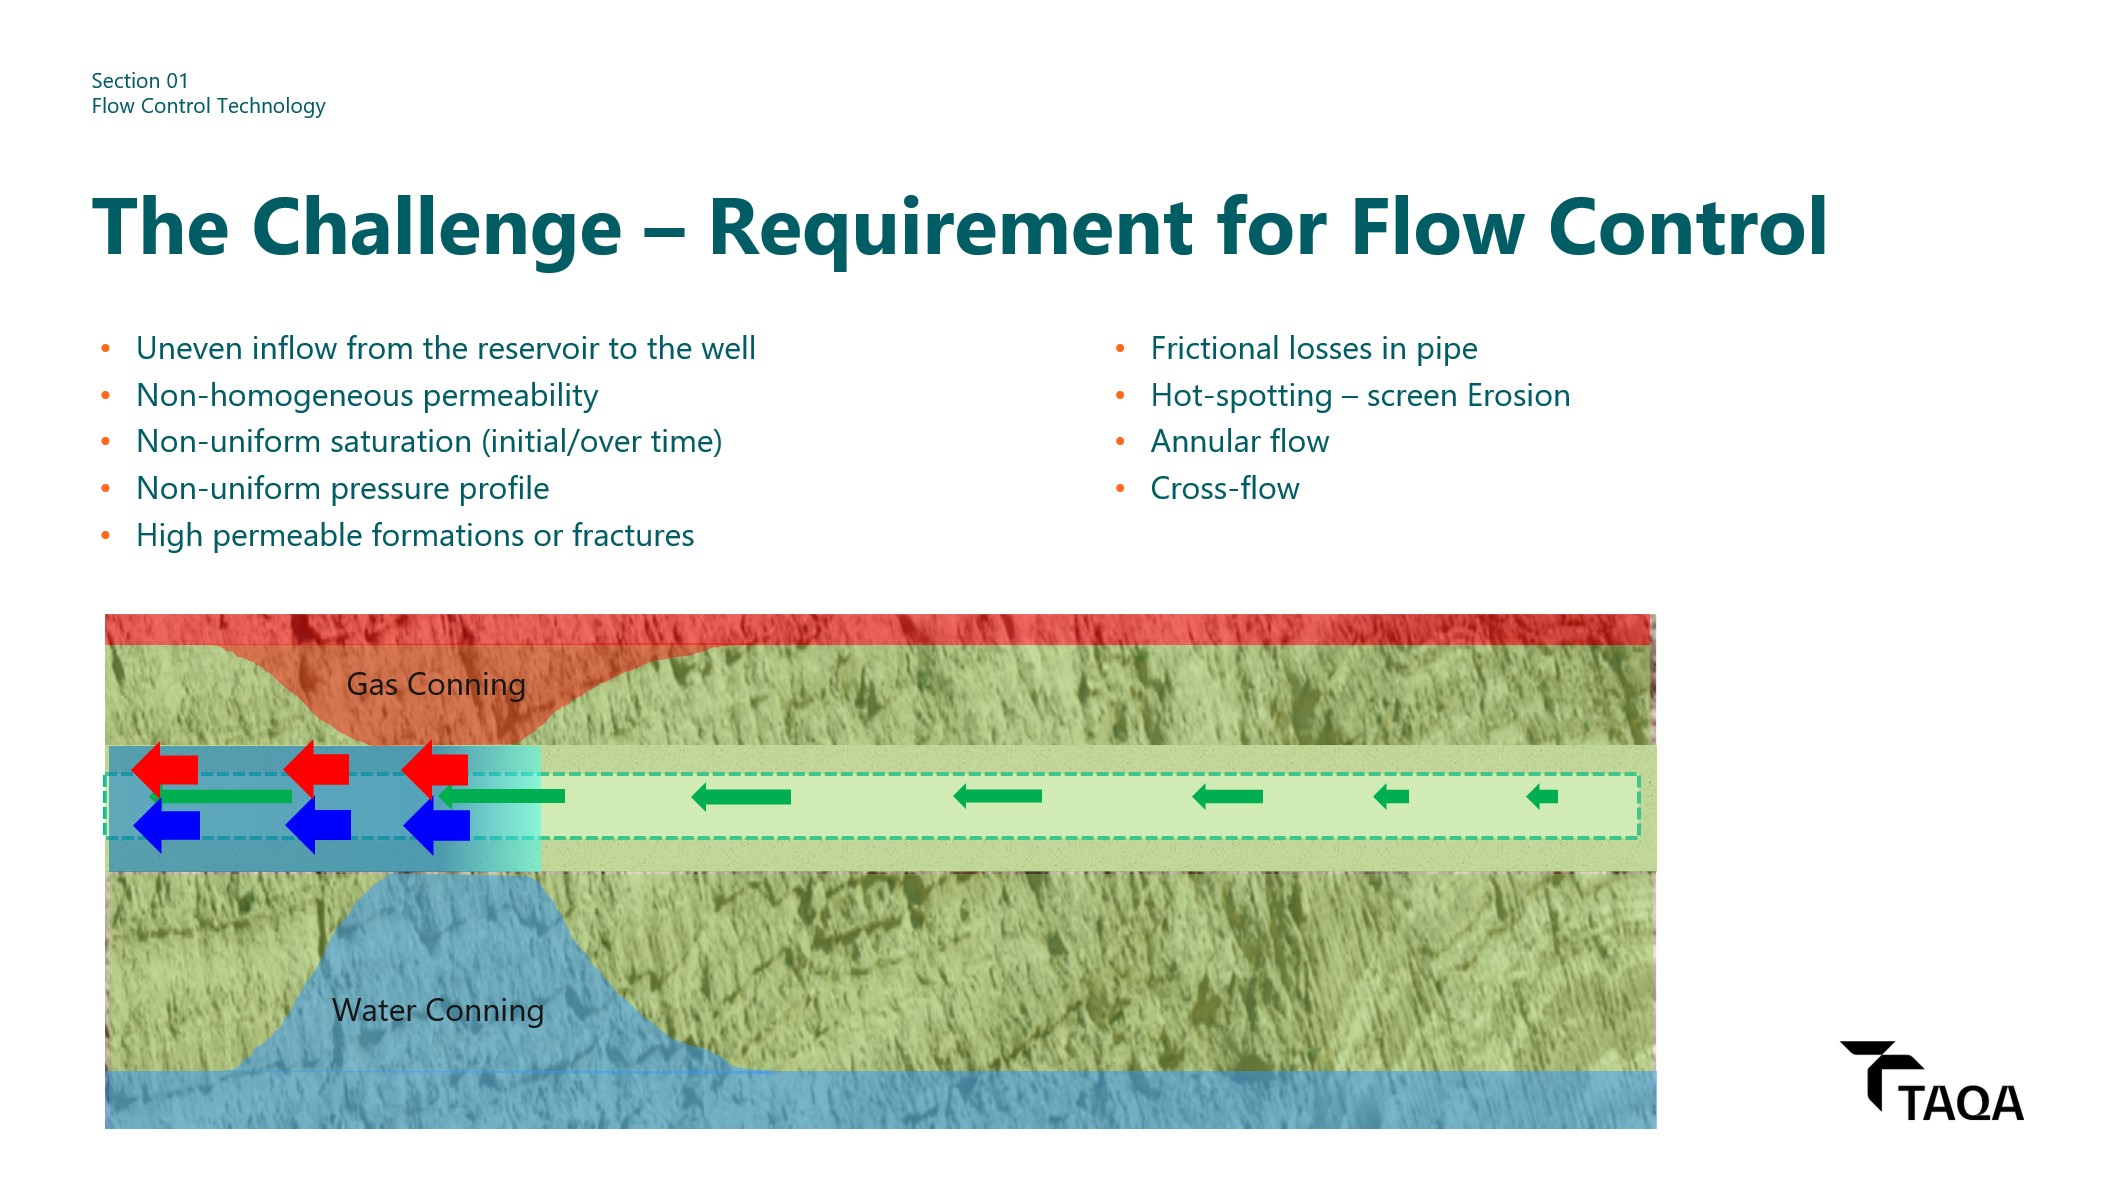 Section 01
Flow Control Technology
The Challenge – Requirement for Flow Control
• Uneven inflow from the reservoir to the well
• Non-homogeneous permeability
• Non-uniform saturation (initial/over time)
• Non-uniform pressure profile
• High permeable formations or fractures
• Frictional losses in pipe
• Hot-spotting – screen Erosion
• Annular flow
• Cross-flow
Gas Conning
Water Conning
TAQA